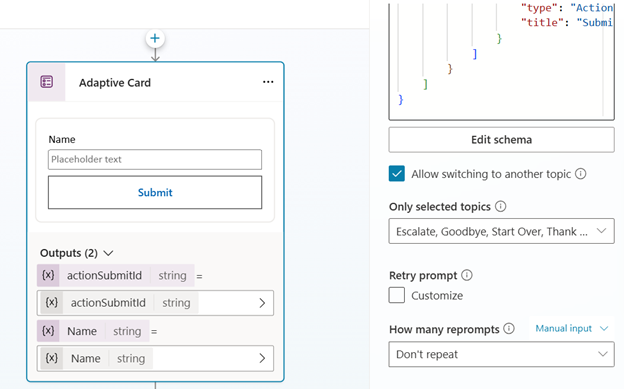 "type": "Action
"title": "Submi
}
]
}
]
}
Adaptive Card
Name
Placeholder text
Submit
Outputs (2)
{x} actionSubmitId string =
{x} actionSubmitId string
{x} Name string =
{x} Name string
Edit schema
Allow switching to another topic
Only selected topics
Escalate, Goodbye, Start Over, Thank ...
Retry prompt
Customize
How many reprompts Manual input
Don't repeat